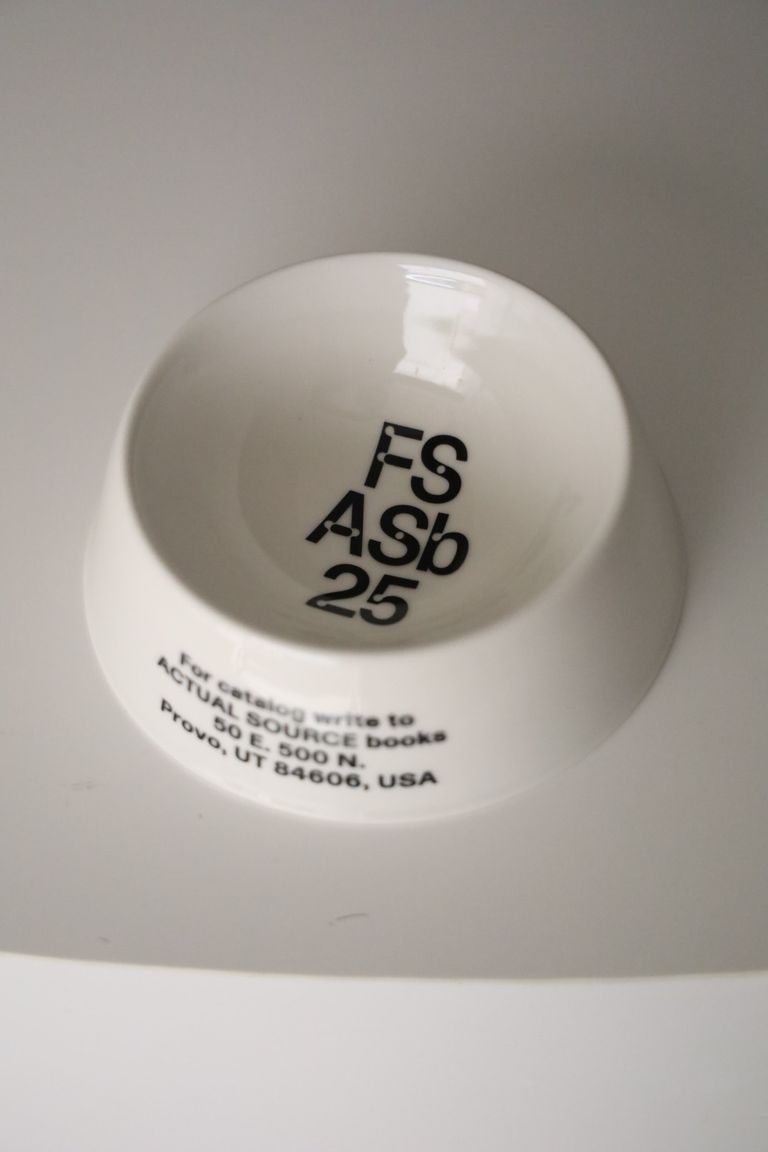 FS
ASb
25
For catalog write to
ACTUAL SOURCE books
50 E. 500 N.
Provo, UT 84606, USA